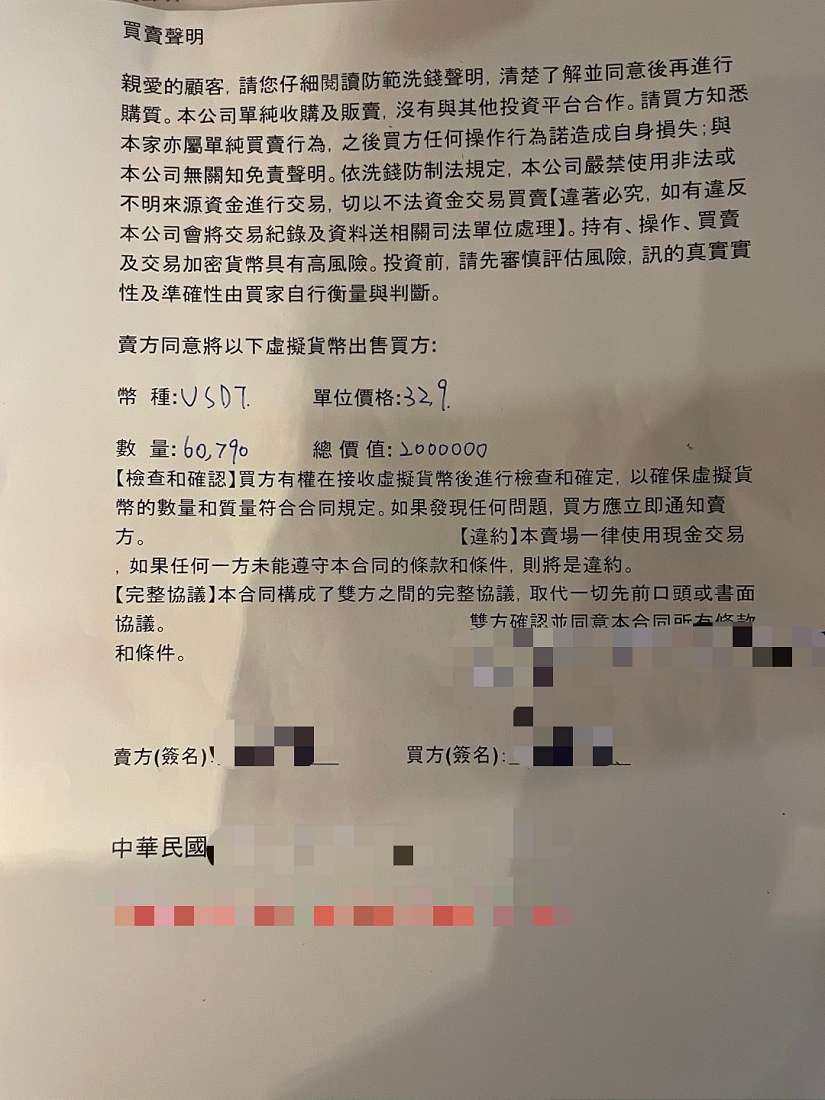 買賣聲明
親愛的顧客, 請您仔細閱讀防範洗錢聲明, 清楚了解並同意後再進行
購質。本公司單純收購及販賣, 沒有與其他投資平台合作。請買方知悉
本家亦屬單純買賣行為, 之後買方任何操作行為諾造成自身損失;與
本公司無關知免責聲明。依洗錢防制法規定, 本公司嚴禁使用非法或
不明來源資金進行交易, 切以不法資金交易買賣【違著必究, 如有違反
本公司會將交易紀錄及資料送相關司法單位處理】。持有、操作、買賣
及交易加密貨幣具有高風險。投資前, 請先審慎評估風險, 訊的真實實
性及準確性由買家自行衡量與判斷。
賣方同意將以下虛擬貨幣出售買方:
幣 種:USDT. 單位價格:32.9.
數 量: 60,790 總 價 值: 2000000
【檢查和確認】買方有權在接收虛擬貨幣後進行檢查和確定, 以確保虛擬貨
幣的數量和質量符合合同規定。如果發現任何問題, 買方應立即通知賣
方。 【違約】本賣場一律使用現金交易
, 如果任何一方未能遵守本合同的條款和條件, 則將是違約。
【完整協議】本合同構成了雙方之間的完整協議, 取代一切先前口頭或書面
協議。 雙方確認並同意本合同所有條款
和條件。
賣方(簽名): 買方(簽名):
中華民國